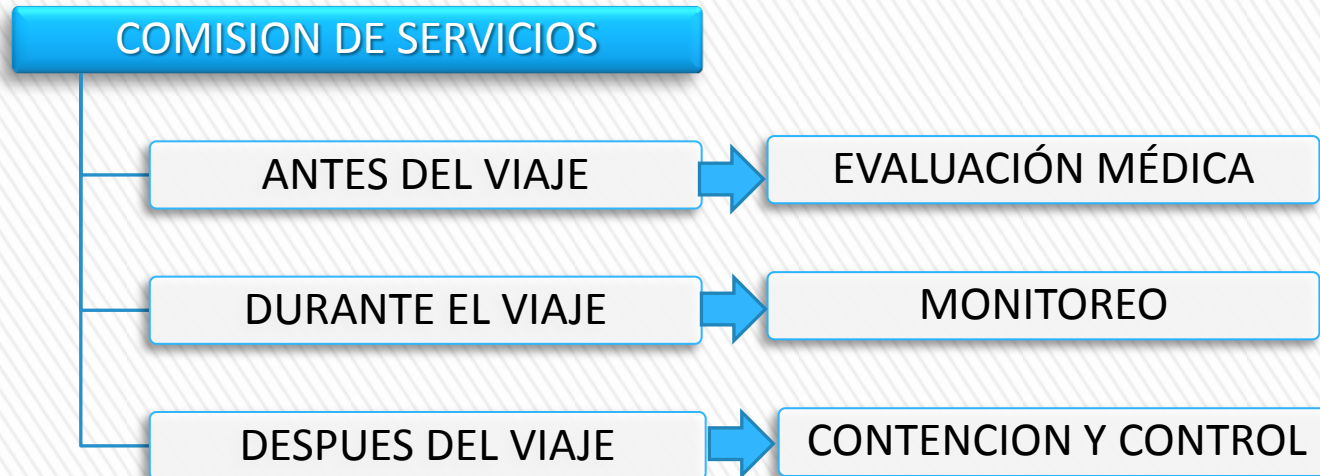 COMISION DE SERVICIOS
ANTES DEL VIAJE
EVALUACIÓN MÉDICA
DURANTE EL VIAJE
MONITOREO
DESPUES DEL VIAJE
CONTENCION Y CONTROL